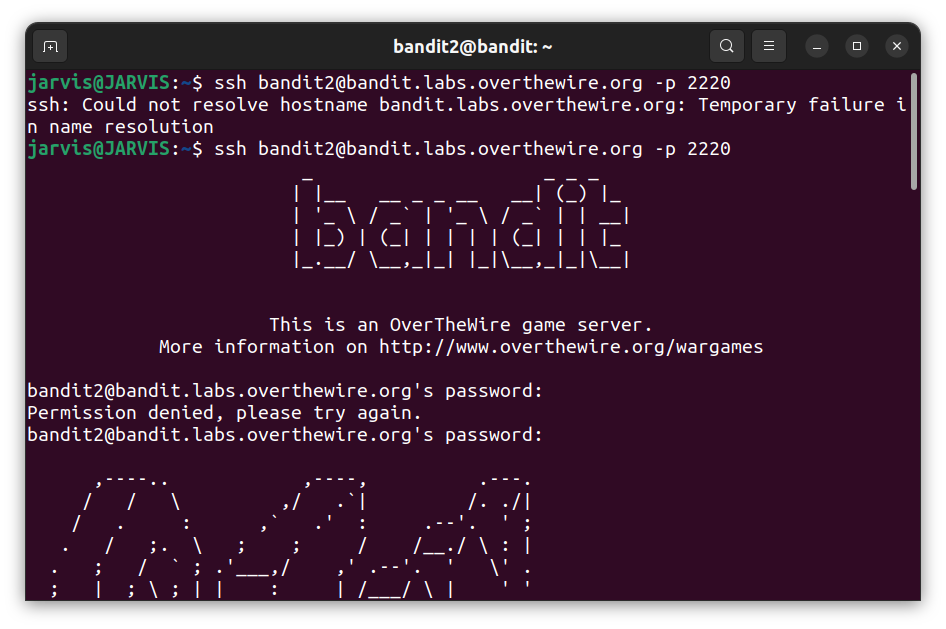 bandit2@bandit: ~
jarvis@JARVIS:~$ ssh bandit2@bandit.labs.overthewire.org -p 2220
ssh: Could not resolve hostname bandit.labs.overthewire.org: Temporary failure i
n name resolution
jarvis@JARVIS:~$ ssh bandit2@bandit.labs.overthewire.org -p 2220
bandit
This is an OverTheWire game server.
More information on http://www.overthewire.org/wargames
bandit2@bandit.labs.overthewire.org's password:
Permission denied, please try again.
bandit2@bandit.labs.overthewire.org's password: